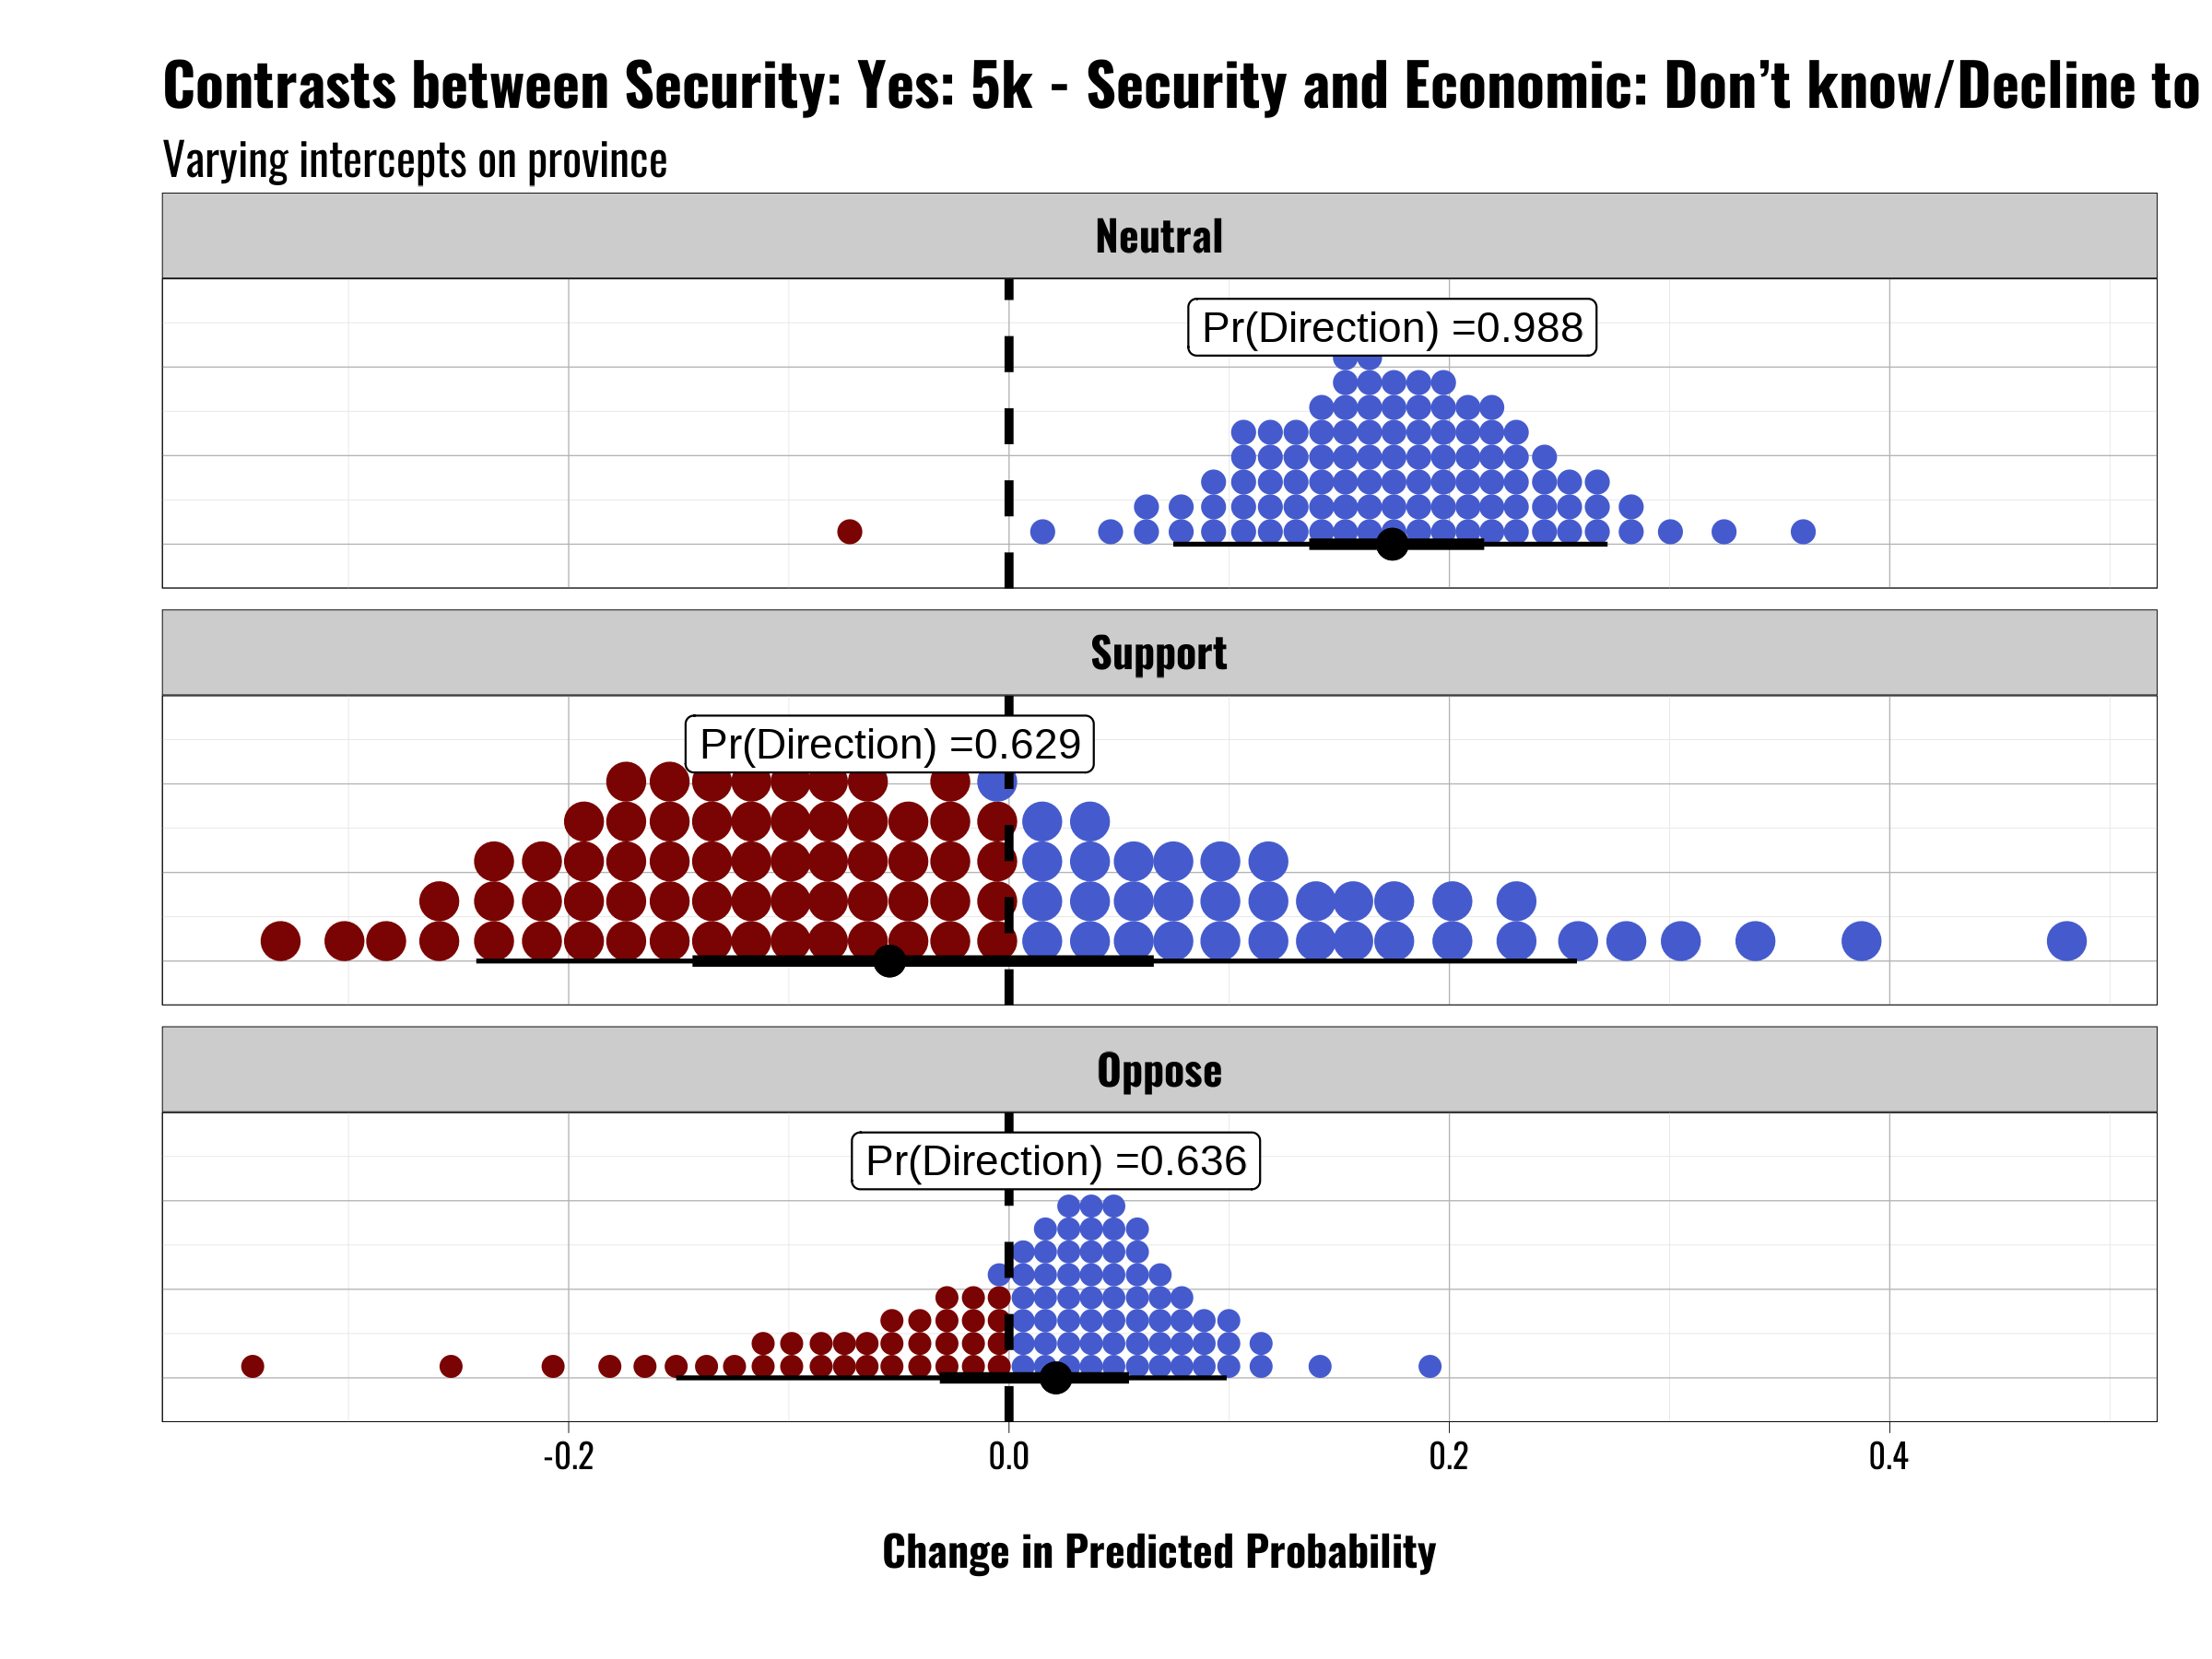 Contrasts between Security: Yes: 5k - Security and Economic: Don’t know/Decline to
Varying intercepts on province
Neutral
Pr(Direction) =0.988
Support
Pr(Direction) =0.629
Oppose
Pr(Direction) =0.636
-0.2 0.0 0.2 0.4
Change in Predicted Probability